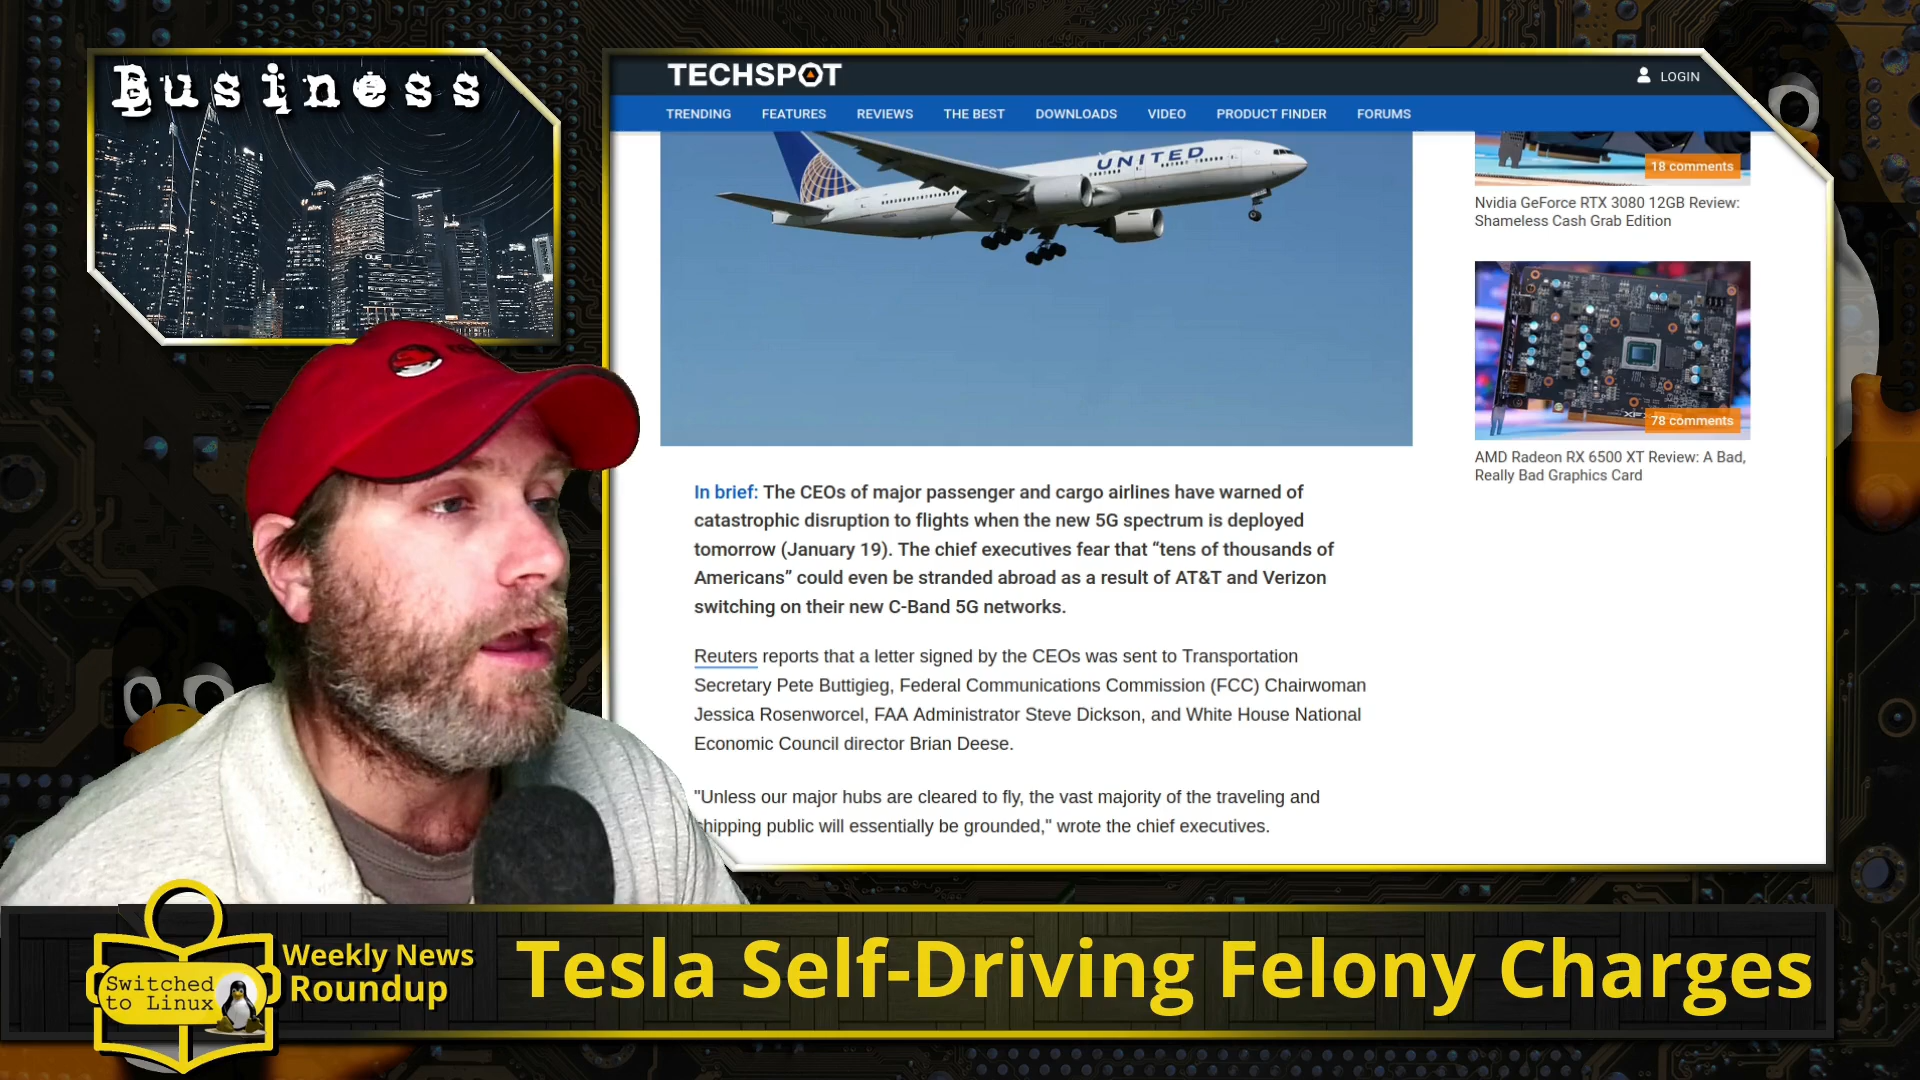 Business
TECHSPOT
LOGIN
TRENDING FEATURES REVIEWS THE BEST DOWNLOADS VIDEO PRODUCT FINDER FORUMS
UNITED
18 comments
Nvidia GeForce RTX 3080 12GB Review:
Shameless Cash Grab Edition
78 comments
AMD Radeon RX 6500 XT Review: A Bad,
Really Bad Graphics Card
In brief: The CEOs of major passenger and cargo airlines have warned of
catastrophic disruption to flights when the new 5G spectrum is deployed
tomorrow (January 19). The chief executives fear that “tens of thousands of
Americans” could even be stranded abroad as a result of AT&T and Verizon
switching on their new C-Band 5G networks.
Reuters reports that a letter signed by the CEOs was sent to Transportation
Secretary Pete Buttigieg, Federal Communications Commission (FCC) Chairwoman
Jessica Rosenworcel, FAA Administrator Steve Dickson, and White House National
Economic Council director Brian Deese.
"Unless our major hubs are cleared to fly, the vast majority of the traveling and
shipping public will essentially be grounded," wrote the chief executives.
Switched
to Linux
Weekly News
Roundup
Tesla Self-Driving Felony Charges